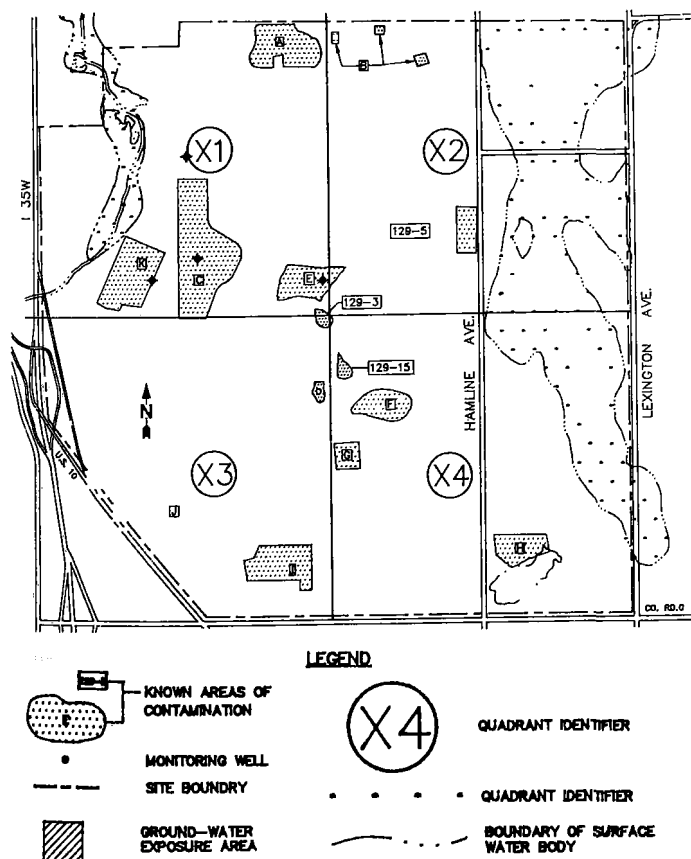 A
B
X1
X2
I 35W
129-5
K
C
E
129-3
HAMLINE AVE.
LEXINGTON AVE.
129-15
N
D
F
G
U.S. 10
X3
X4
J
I
H
CO. RD.
LEGEND
KNOWN AREAS OF
CONTAMINATION
MONITORING WELL
SITE BOUNDRY
GROUND-WATER
EXPOSURE AREA
X4
QUADRANT IDENTIFIER
QUADRANT IDENTIFIER
BOUNDARY OF SURFACE
WATER BODY